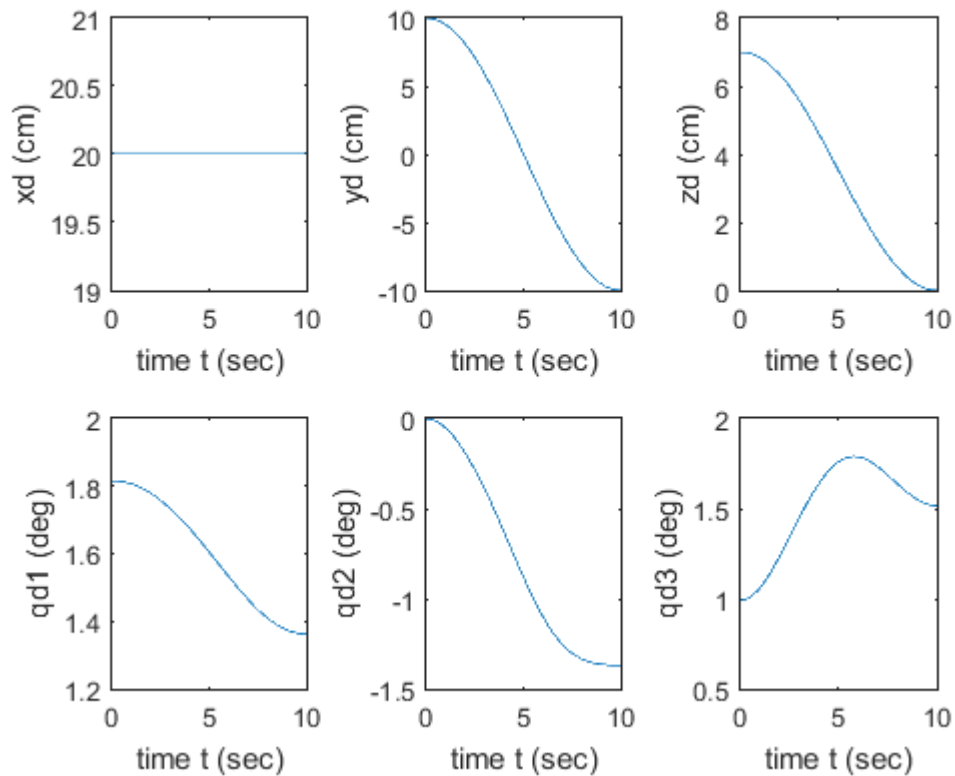 xd (cm)
21
20.5
20
19.5
19
0 5 10
time t (sec)
yd (cm)
10
5
0
-5
-10
0 5 10
time t (sec)
zd (cm)
8
6
4
2
0
0 5 10
time t (sec)
qd1 (deg)
2
1.8
1.6
1.4
1.2
0 5 10
time t (sec)
qd2 (deg)
0
-0.5
-1
-1.5
0 5 10
time t (sec)
qd3 (deg)
2
1.5
1
0.5
0 5 10
time t (sec)